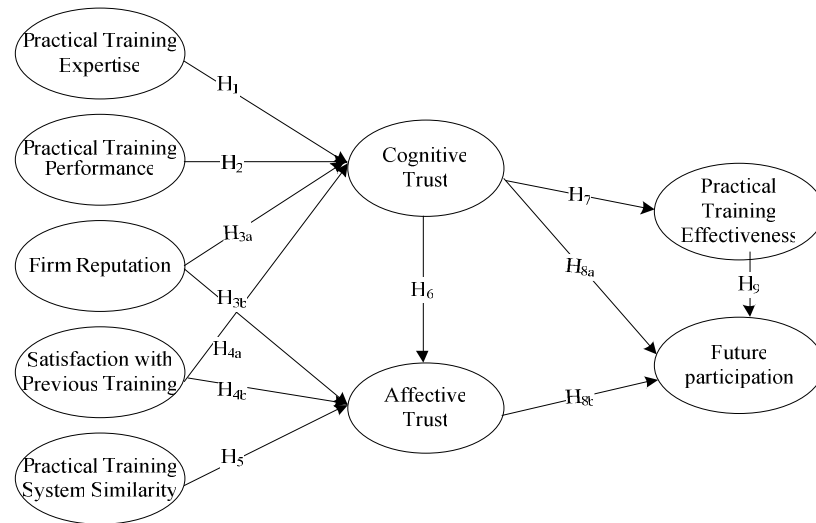 Practical Training
Expertise
H1
Practical Training
Performance
H2
Cognitive
Trust
H7
Practical
Training
Effectiveness
Firm Reputation
H3a
H8a
H3b
H6
H9
Satisfaction with
Previous Training
H4a
H4b
Affective
Trust
H8b
Future
participation
Practical Training
System Similarity
H5